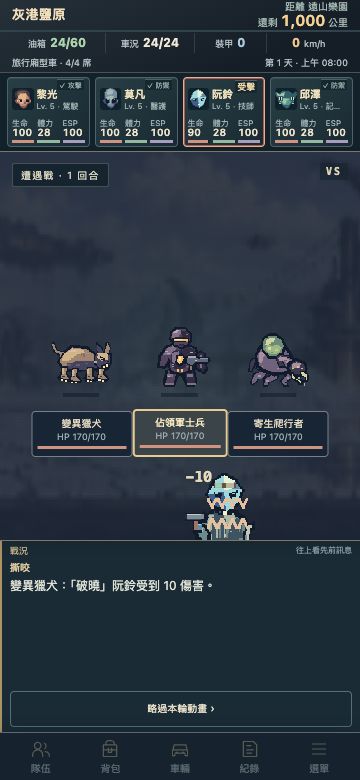 灰港鹽原
距離 遠山樂園
還剩 1,000 公里
油箱 24/60 車況 24/24 裝甲 0 0 km/h
旅行廂型車 · 4/4 席 第 1 天 · 上午 08:00
✓ 攻擊 ✓ 防禦 受擊 ✓ 防禦
黎光 莫凡 阮鈴 邱澤
Lv. 5 · 駕駛 Lv. 5 · 醫護 Lv. 5 · 技師 Lv. 5 · 記...
生命 體力 ESP 生命 體力 ESP 生命 體力 ESP 生命 體力 ESP
100 28 100 100 28 100 90 28 100 100 28 100
遭遇戰 · 1 回合
VS
變異獵犬 佔領軍士兵 寄生爬行者
HP 170/170 HP 170/170 HP 170/170
-10
戰況 往上看先前訊息
撕咬
變異獵犬：「破曉」阮鈴受到 10 傷害。
略過本輪動畫 ›
隊伍 背包 車輛 紀錄 選單